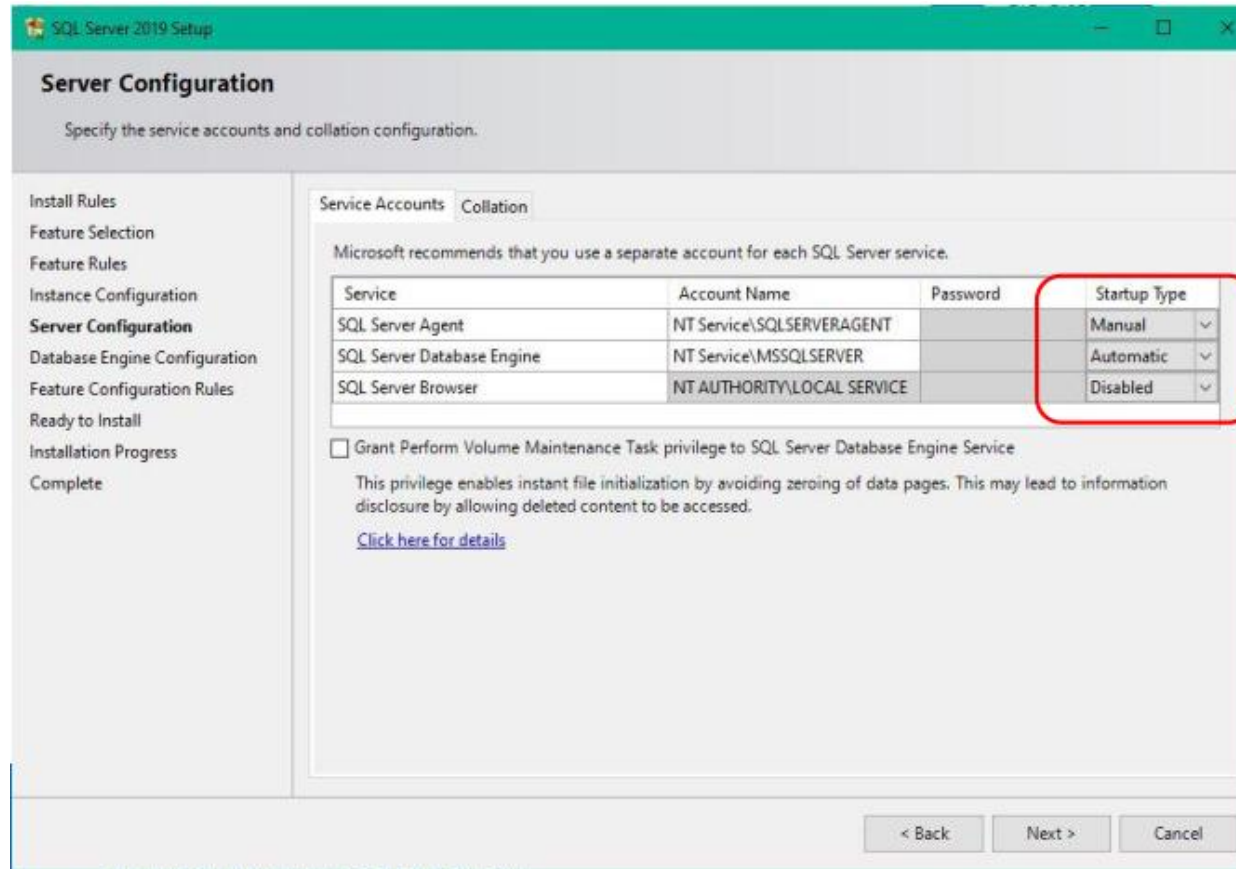 SQL Server 2019 Setup
Server Configuration
Specify the service accounts and collation configuration.
Install Rules
Feature Selection
Feature Rules
Instance Configuration
Server Configuration
Database Engine Configuration
Feature Configuration Rules
Ready to Install
Installation Progress
Complete
Service Accounts Collation
Microsoft recommends that you use a separate account for each SQL Server service.
Service Account Name Password Startup Type
SQL Server Agent NT Service\SQLSERVERAGENT Manual
SQL Server Database Engine NT Service\MSSQLSERVER Automatic
SQL Server Browser NT AUTHORITY\LOCAL SERVICE Disabled
Grant Perform Volume Maintenance Task privilege to SQL Server Database Engine Service
This privilege enables instant file initialization by avoiding zeroing of data pages. This may lead to information
disclosure by allowing deleted content to be accessed.
Click here for details
< Back Next > Cancel